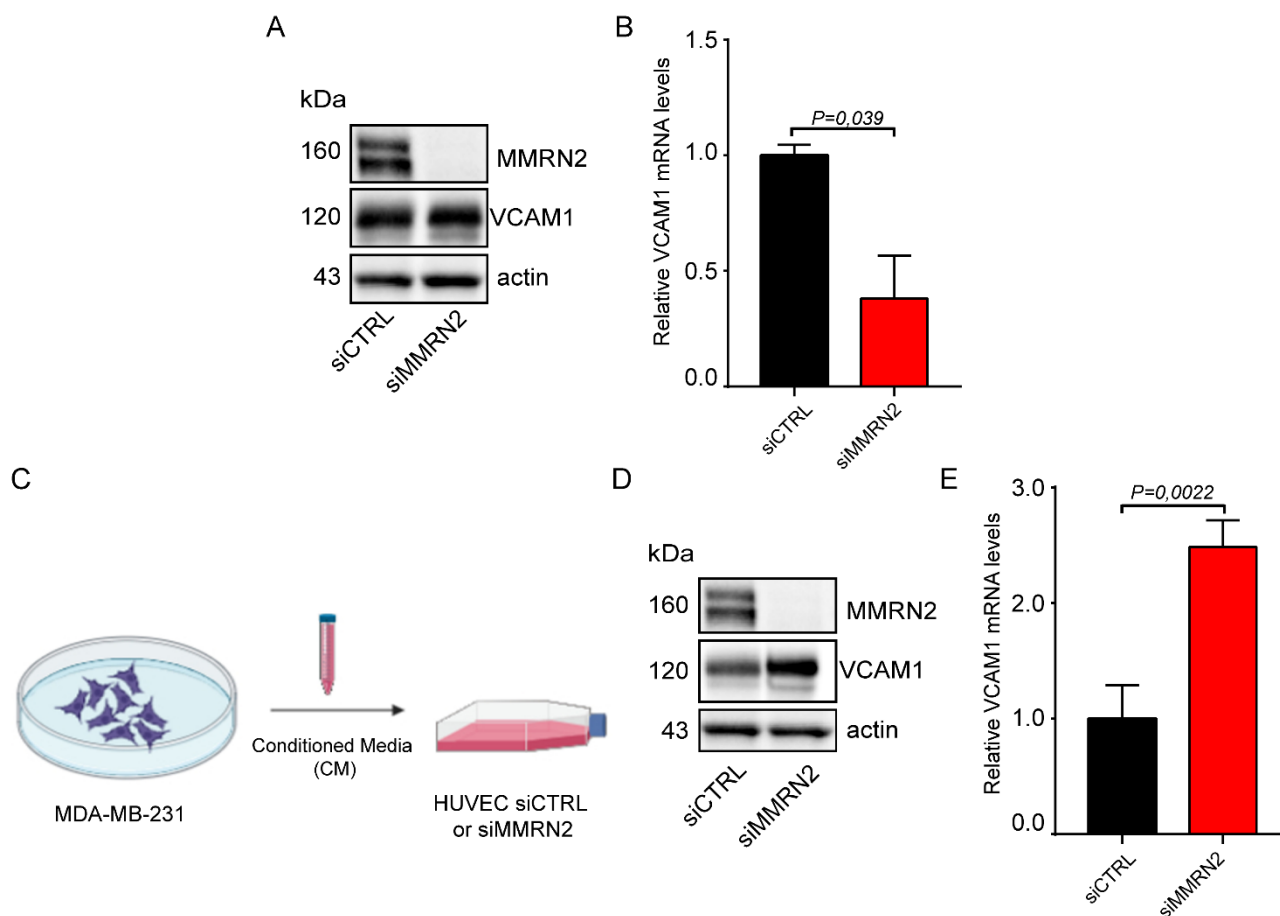 A
kDa
160
MMRN2
120
VCAM1
43
actin
siCTRL
siMMRN2
B
Relative VCAM1 mRNA levels
1.5
1.0
0.5
0.0
P=0,039
siCTRL
siMMRN2
C
MDA-MB-231
Conditioned Media
(CM)
HUVEC siCTRL
or siMMRN2
D
kDa
160
MMRN2
120
VCAM1
43
actin
siCTRL
siMMRN2
E
Relative VCAM1 mRNA levels
3.0
2.0
1.0
0.0
P=0,0022
siCTRL
siMMRN2